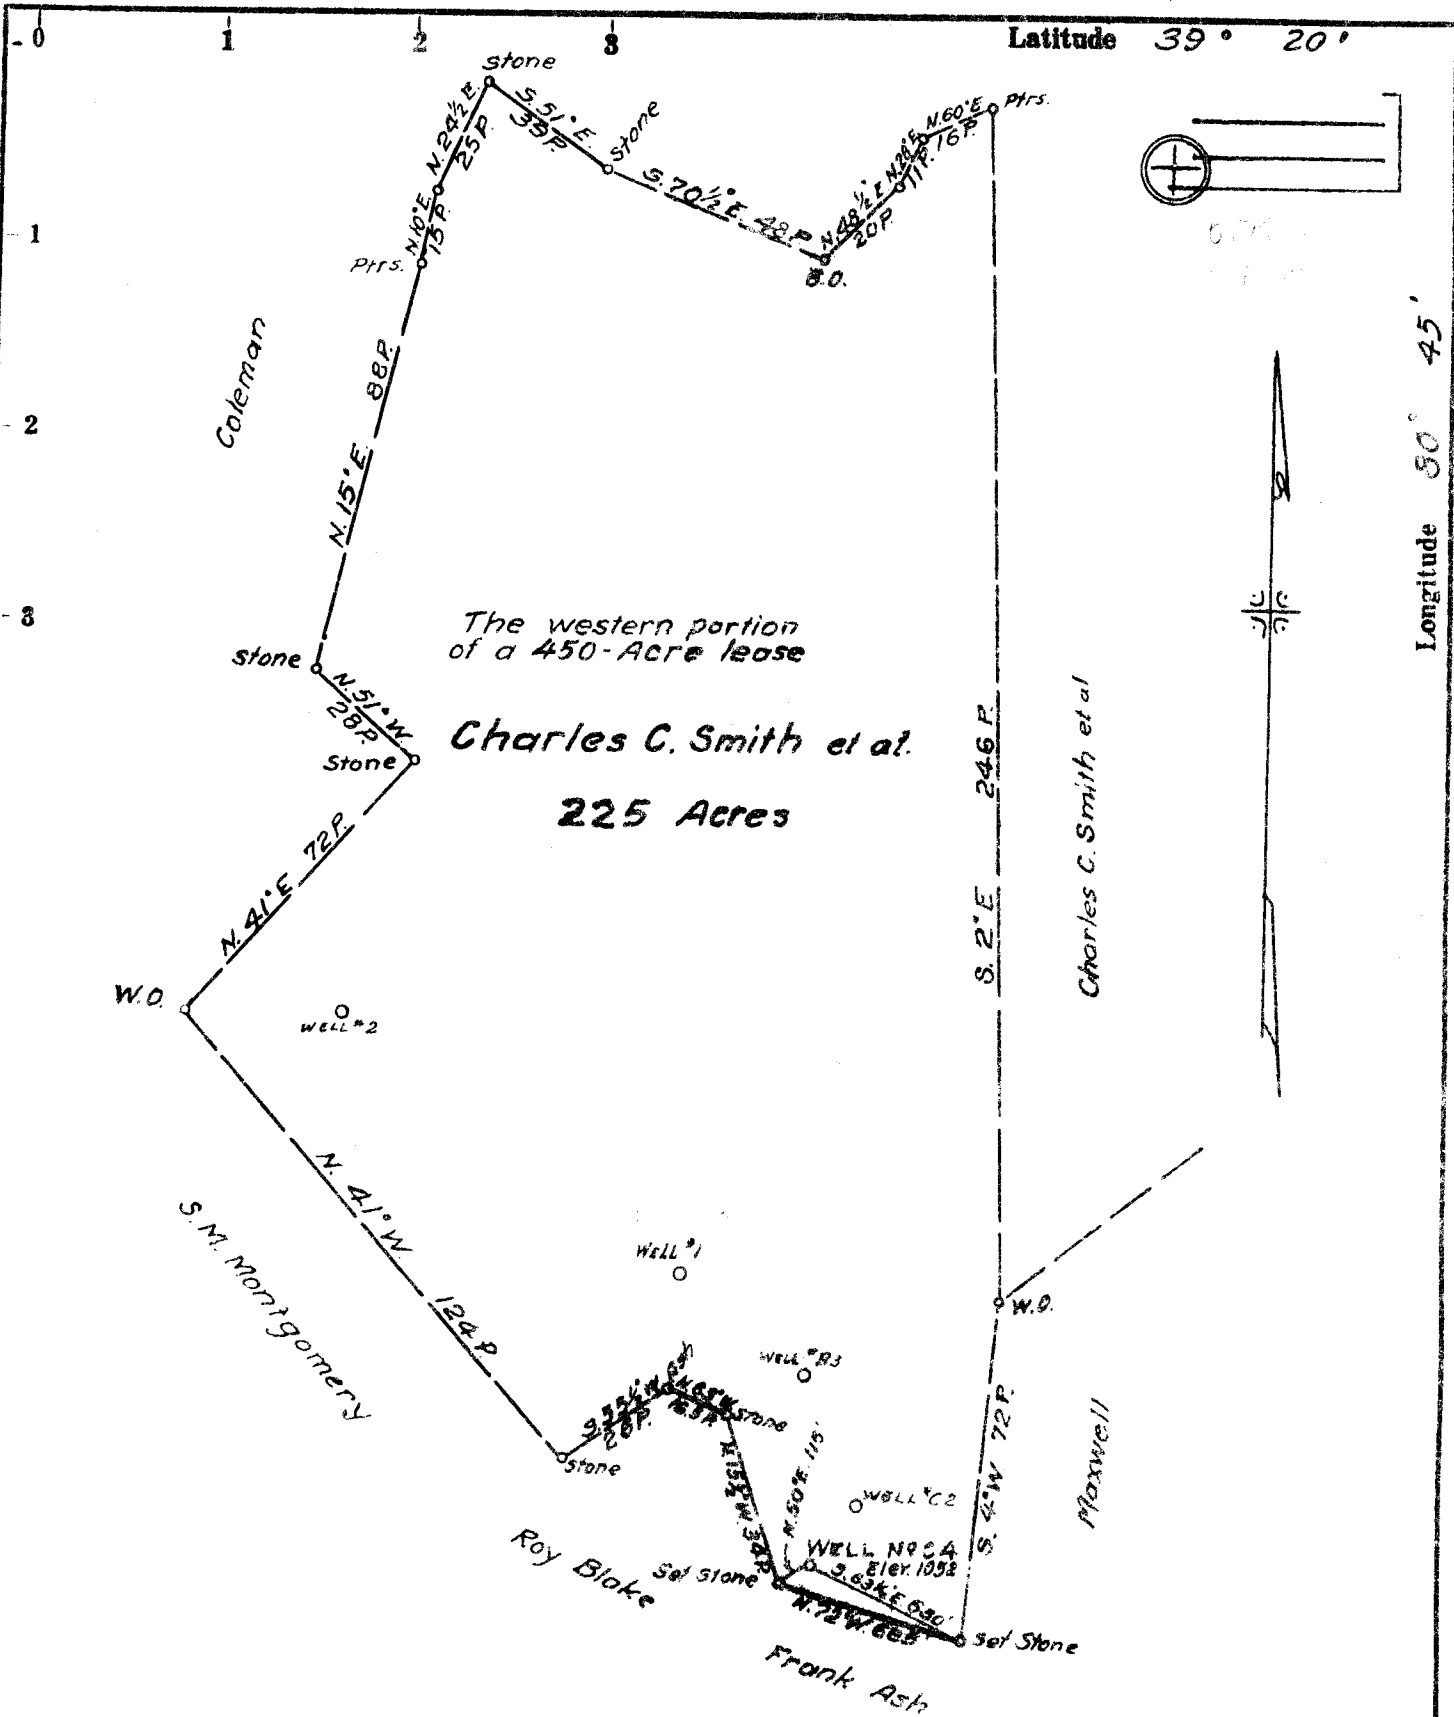 0 1 2 3 Latitude 39° 20'
stone
S. 51° E.
39 P.
Stone
N. 60° E
16 P.
Ptrs.
N. 24½ E.
25 P.
N. 28° E.
11 P.
S. 70½° E. 48 P.
N. 48½ E
20 P.
B.O.
N. 10° E.
15 P.
Ptrs.
1
Coleman
2
N. 15° E. 88 P.
3
Longitude 80° 45'
The western portion
of a 450-Acre lease
stone
N. 51° W.
28 P.
Stone
Charles C. Smith et al.
225 Acres
S. 2° E 246 P.
Charles C. Smith et al
N. 41° E 72 P.
W.O.
WELL #2
N. 41° W. 124 P.
S. M. Montgomery
WELL #1
W.O.
WELL #
stone
stone
26 P.
N. 50° E. 115'
S. 4° W 72 P.
Maxwell
WELL #C2
WELL No C4
Elev. 1052
Roy Blake
Set Stone
N. 72 W.
Set Stone
Frank Ash